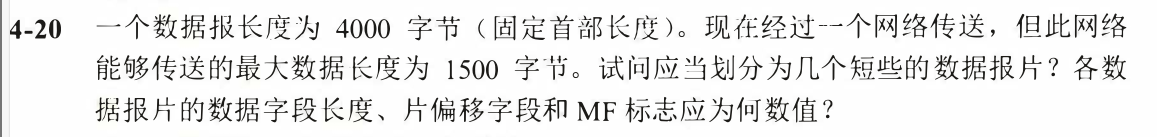 4-20 一个数据报长度为 4000 字节（固定首部长度）。现在经过一个网络传送，但此网络
能够传送的最大数据长度为 1500 字节。试问应当划分为几个短些的数据报片？各数
据报片的数据字段长度、片偏移字段和 MF 标志应为何数值？